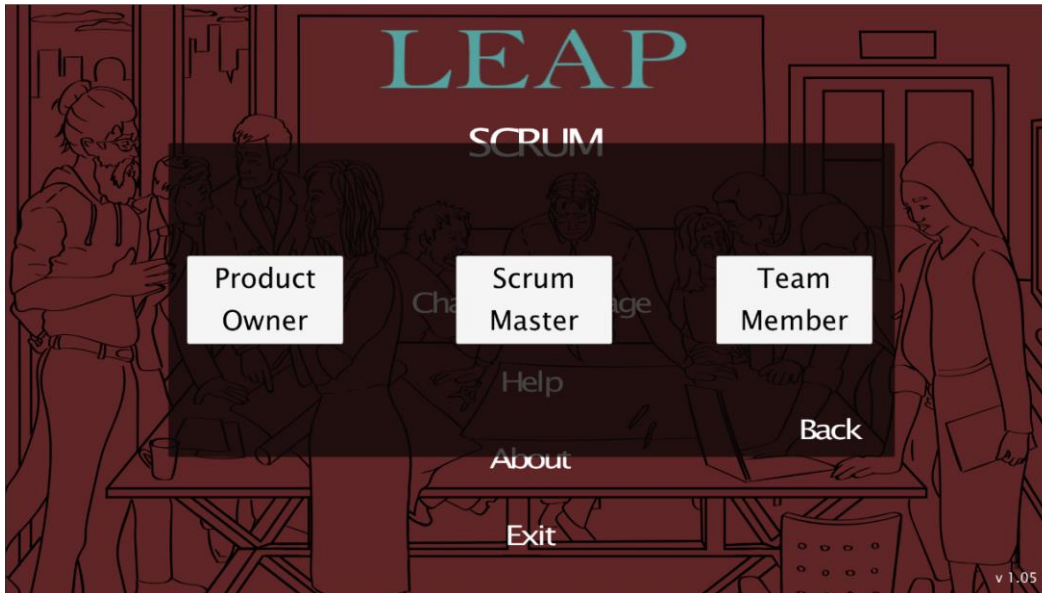 LEAP
SCRUM
Product
Owner
Scrum
Master
Team
Member
Help
Back
About
Exit
v 1.05